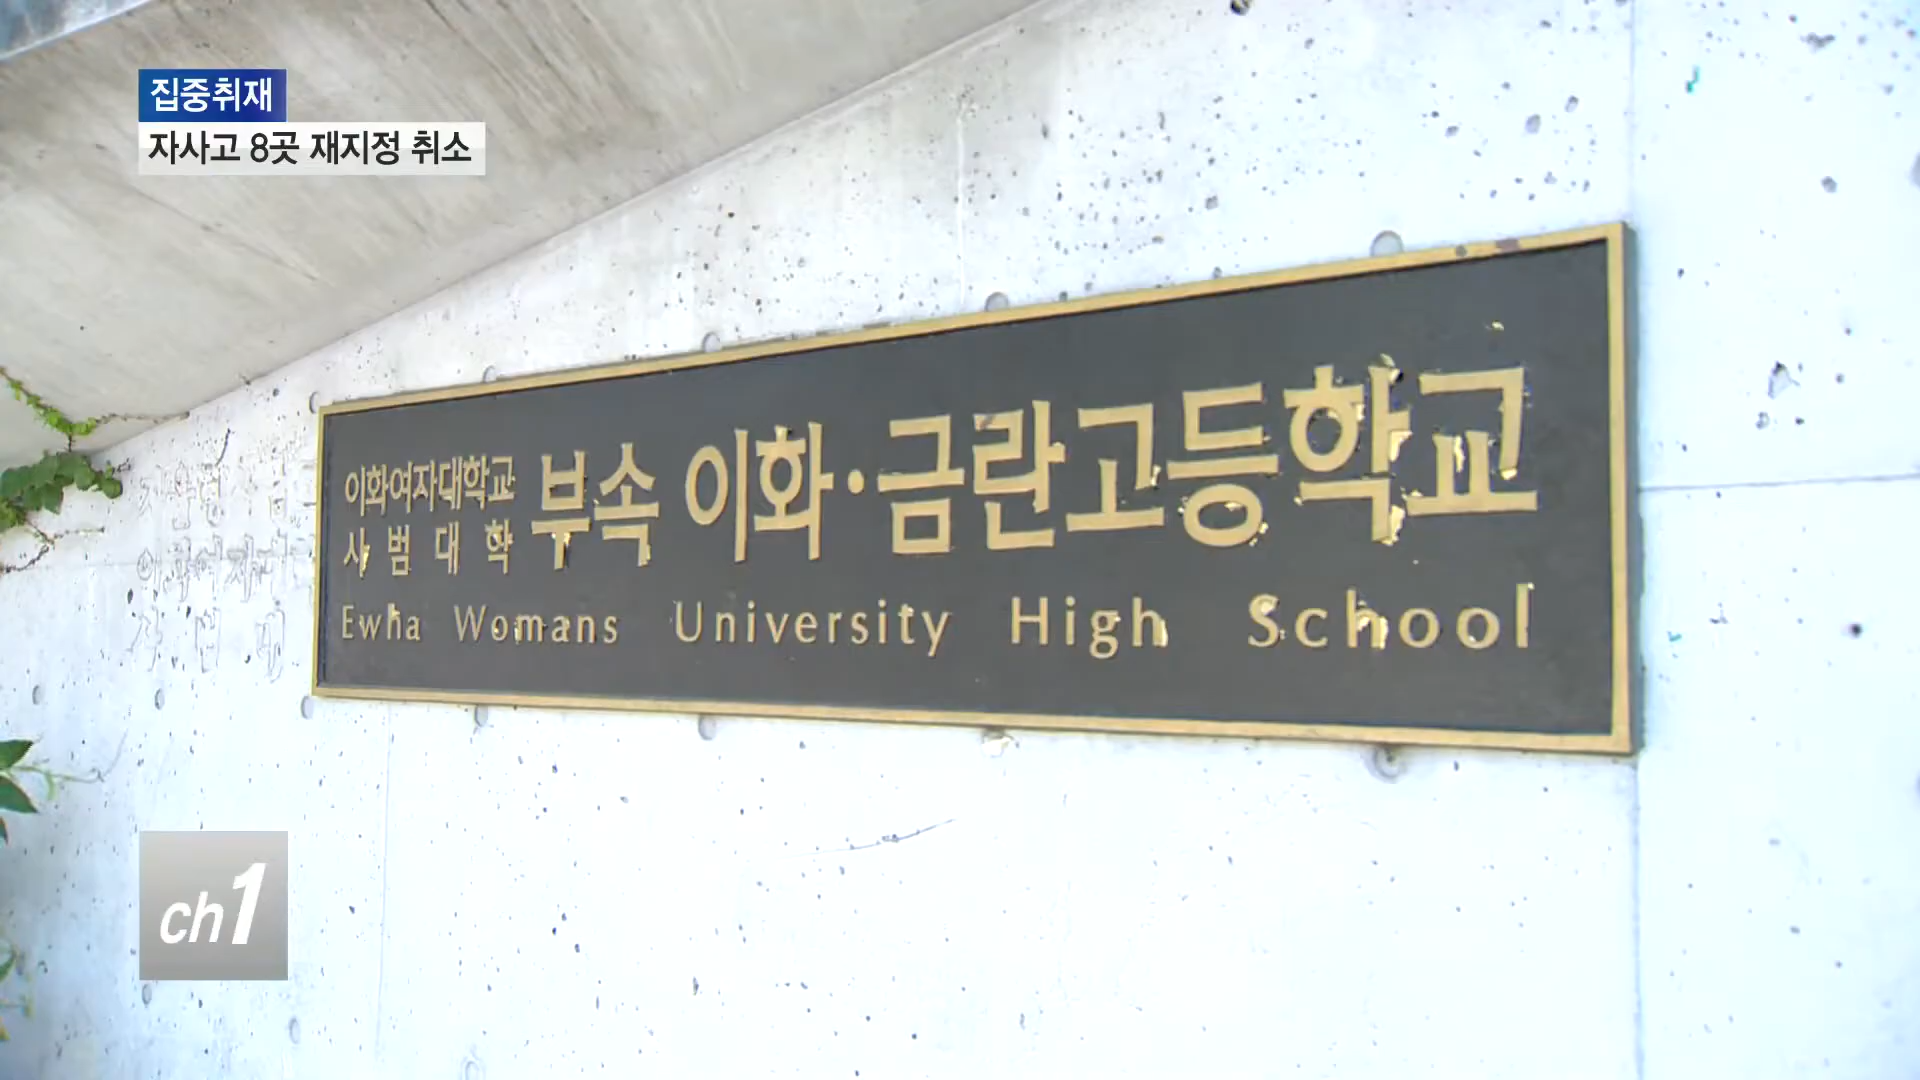 집중취재
자사고 8곳 재지정 취소
이화여자대학교
사범대학
부속 이화·금란고등학교
Ewha Womans University High School
ch1